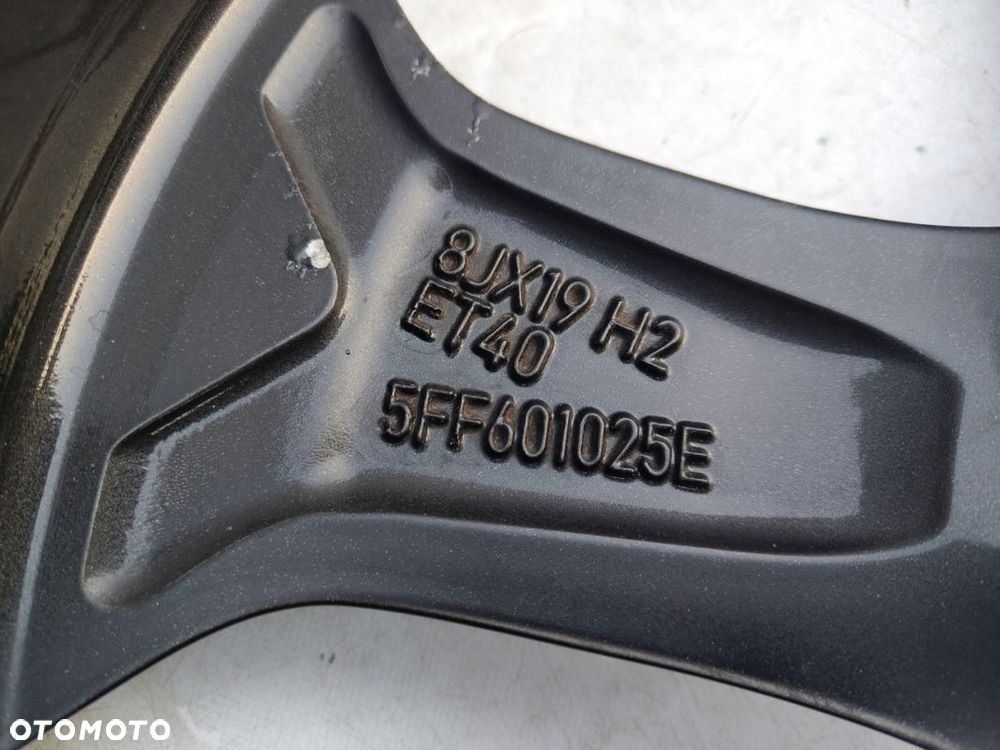 8JX19 H2
ET40
5FF601025E
OTOMOTO